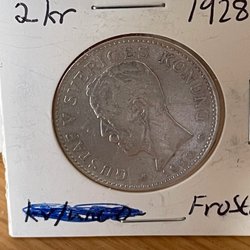 2 kr 1928
GUSTAF V SVERIGES KONUNG
Frost